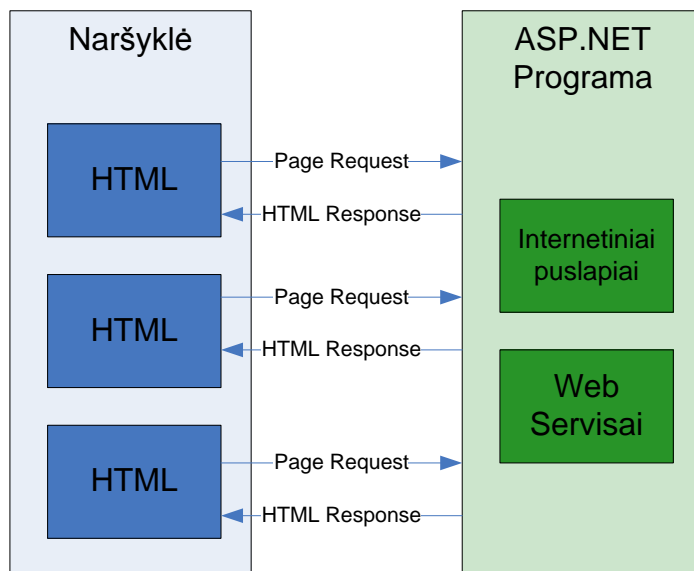 Naršyklė
ASP.NET
Programa
HTML
Page Request
HTML Response
Internetiniai
puslapiai
HTML
Page Request
HTML Response
Web
Servisai
HTML
Page Request
HTML Response